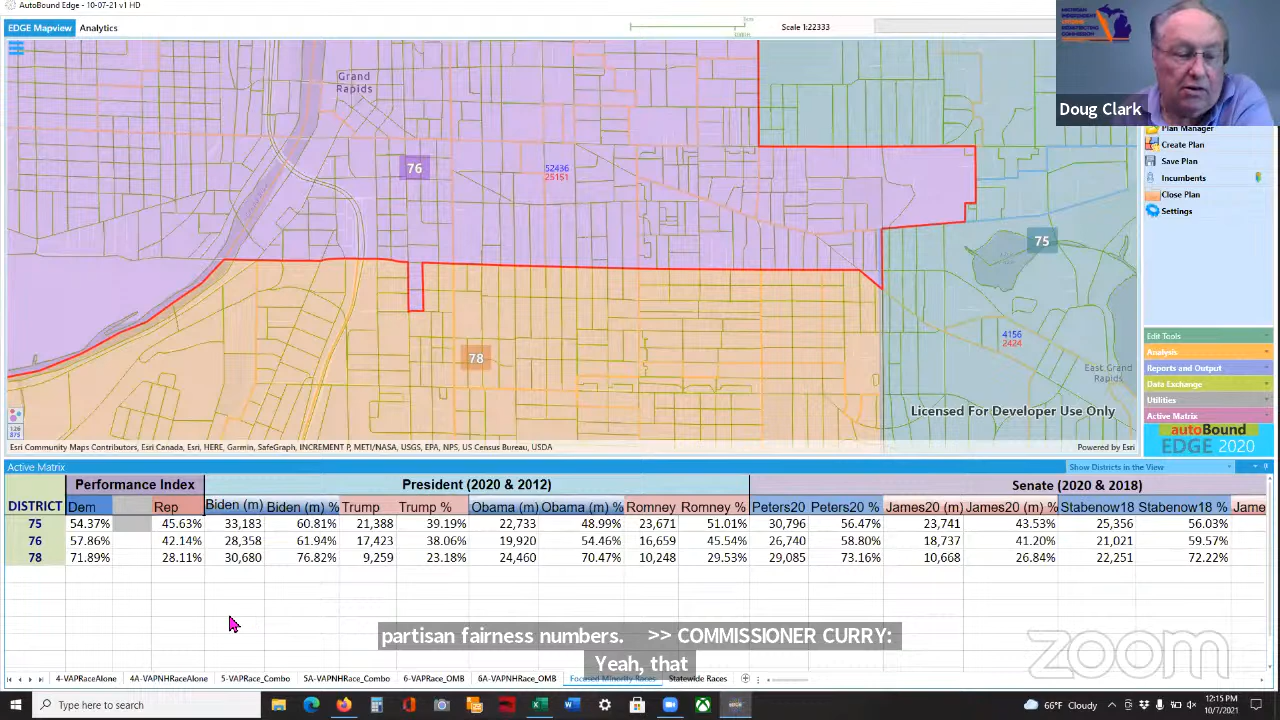 AutoBound Edge - 10-07-21 v1 HD
EDGE Mapview Analytics
Scale 1:22333
MICHIGAN INDEPENDENT CITIZENS REDISTRICTING COMMISSION
Doug Clark
Grand
Rapids
76
52436
25151
75
78
4156
2424
East Grand
Rapids
Licensed For Developer Use Only
Esri Community Maps Contributors, Esri Canada, Esri, HERE, Garmin, SafeGraph, INCREMENT P, METI/NASA, USGS, EPA, NPS, US Census Bureau, USDA
Powered by Esri
Plan Manager
Create Plan
Save Plan
Incumbents
Close Plan
Settings
Edit Tools
Analysis
Reports and Output
Data Exchange
Utilities
Active Matrix
autoBound
EDGE 2020
Active Matrix
Show Districts in the View
Performance Index President (2020 & 2012) Senate (2020 & 2018)
DISTRICT Dem Rep Biden (m) Biden (m) % Trump Trump % Obama (m) Obama (m) % Romney Romney % Peters20 Peters20 % James20 (m) James20 (m) % Stabenow18 Stabenow18 % Jame
75 54.37% 45.63% 33,183 60.81% 21,388 39.19% 22,733 48.99% 23,671 51.01% 30,796 56.47% 23,741 43.53% 25,356 56.03%
76 57.86% 42.14% 28,358 61.94% 17,423 38.06% 19,920 54.46% 16,659 45.54% 26,740 58.80% 18,737 41.20% 21,021 59.57%
78 71.89% 28.11% 30,680 76.82% 9,259 23.18% 24,460 70.47% 10,248 29.53% 29,085 73.16% 10,668 26.84% 22,251 72.22%
partisan fairness numbers. >> COMMISSIONER CURRY:
Yeah, that
zoom
4-VAPRaceAlone 4A-VAPNHRaceAlone 5-VAPRace_Combo 5A-VAPNHRace_Combo 6-VAPRace_OMB 6A-VAPNHRace_OMB Focused Minority Races Statewide Races
Type here to search
66°F Cloudy
12:15 PM
10/7/2021